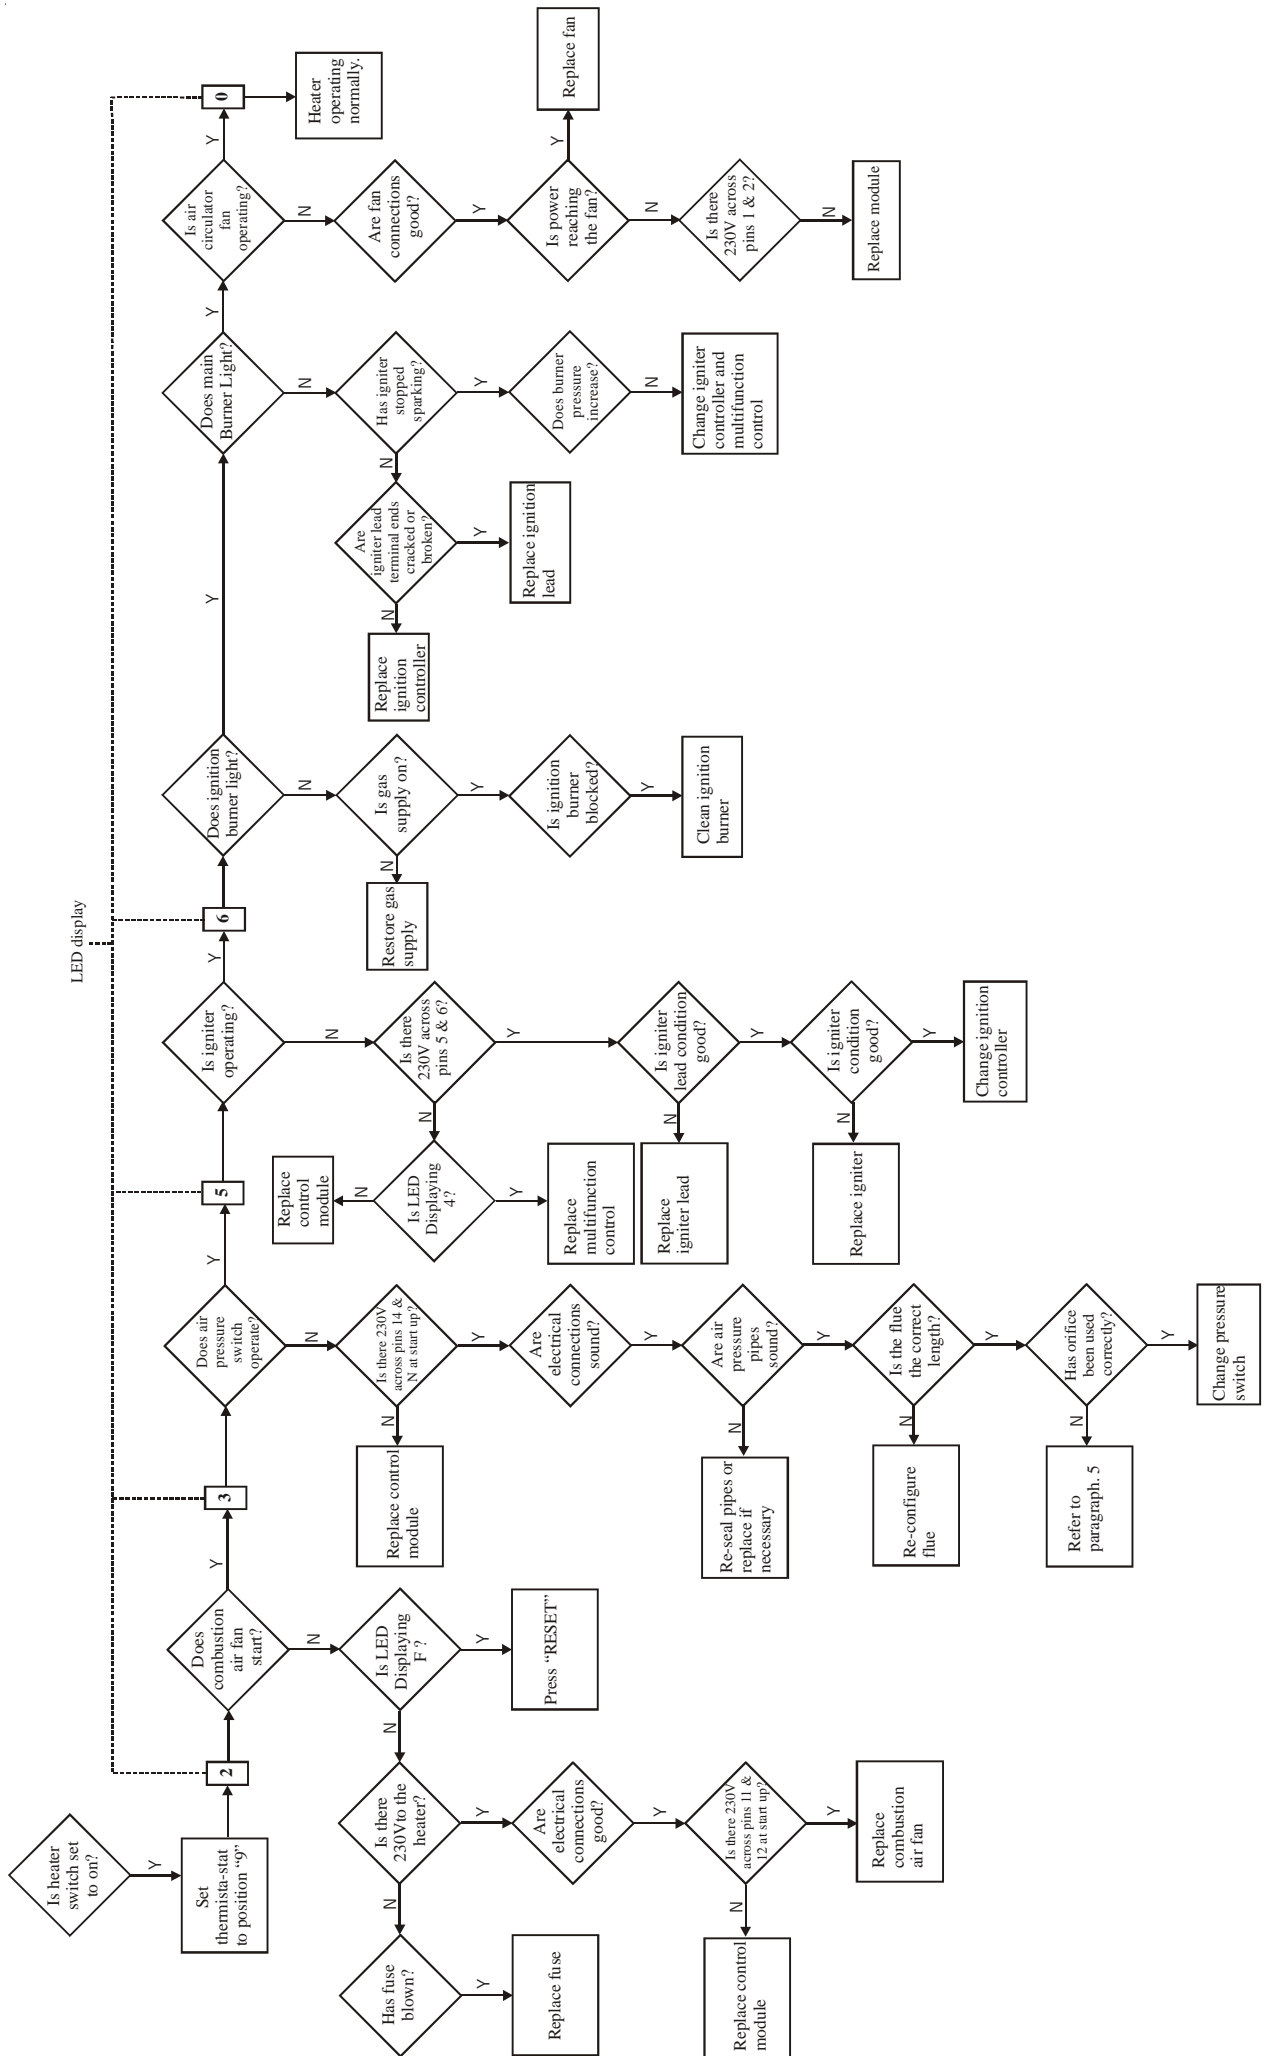 LED display
Is heater
switch set
to on?
Y
Set
thermista-stat
to position “9”
2
Does
combustion
air fan
start?
Y
3
Does air
pressure
switch
operate?
Y
5
Is igniter
operating?
Y
6
Does ignition
burner light?
Y
Does main
Burner Light?
Y
Is air
circulator
fan
operating?
Y
0
Heater
operating
normally.
N
Is LED
Displaying
F ?
Y
Press “RESET”
N
Is there
230V to the
heater?
N
Has fuse
blown?
Y
Replace fuse
Y
Are
electrical
connections
good?
Y
Is there 230V
across pins 11 &
12 at start up?
N
Replace control
module
Y
Replace
combustion
air fan
N
Is there 230V
across pins 14 &
N at start up?
N
Replace control
module
Y
Are
electrical
connections
sound?
Y
Are air
pressure
pipes
sound?
N
Re-seal pipes or
replace if
necessary
Y
Is the flue
the correct
length?
N
Re-configure
flue
Y
Has orifice
been used
correctly?
N
Refer to
paragraph. 5
Y
Change pressure
switch
N
Is there
230V across
pins 5 & 6?
N
Is LED
Displaying
4?
N
Replace
control
module
Y
Replace
multifunction
control
Y
Is igniter
lead condition
good?
N
Replace
igniter lead
Y
Is igniter
condition
good?
N
Replace igniter
Y
Change ignition
controller
N
Is gas
supply on?
N
Restore gas
supply
Y
Is ignition
burner
blocked?
Y
Clean ignition
burner
N
Has igniter
stopped
sparking?
N
Are
igniter lead
terminal ends
cracked or
broken?
N
Replace
ignition
controller
Y
Replace ignition
lead
Y
Does burner
pressure
increase?
N
Change igniter
controller and
multifunction
control
N
Are fan
connections
good?
Y
Is power
reaching
the fan?
Y
Replace fan
N
Is there
230V across
pins 1 & 2?
N
Replace module